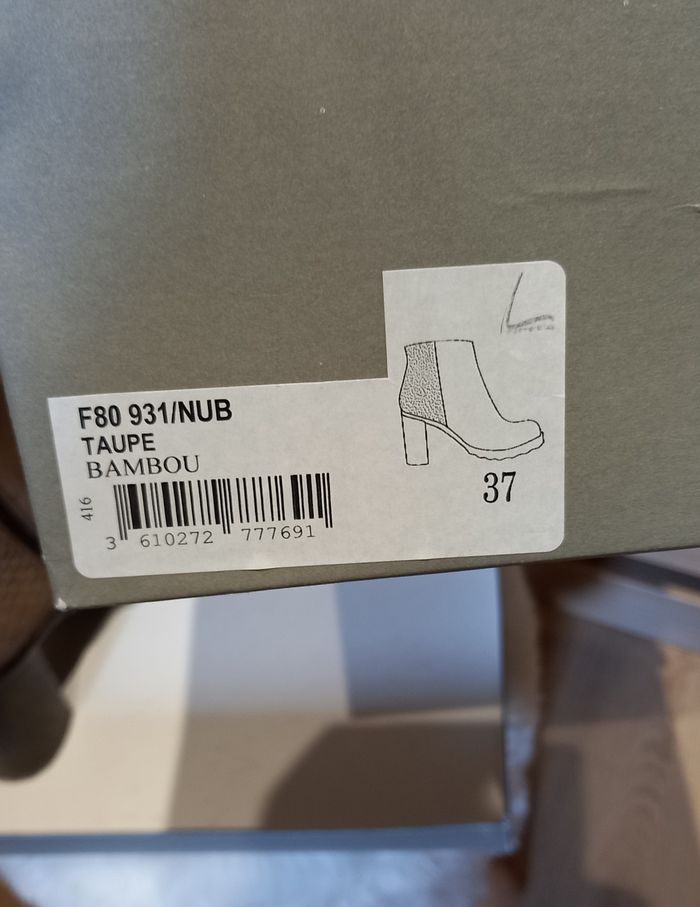 F80 931/NUB
TAUPE
BAMBOU
416
3 610272 777691
37